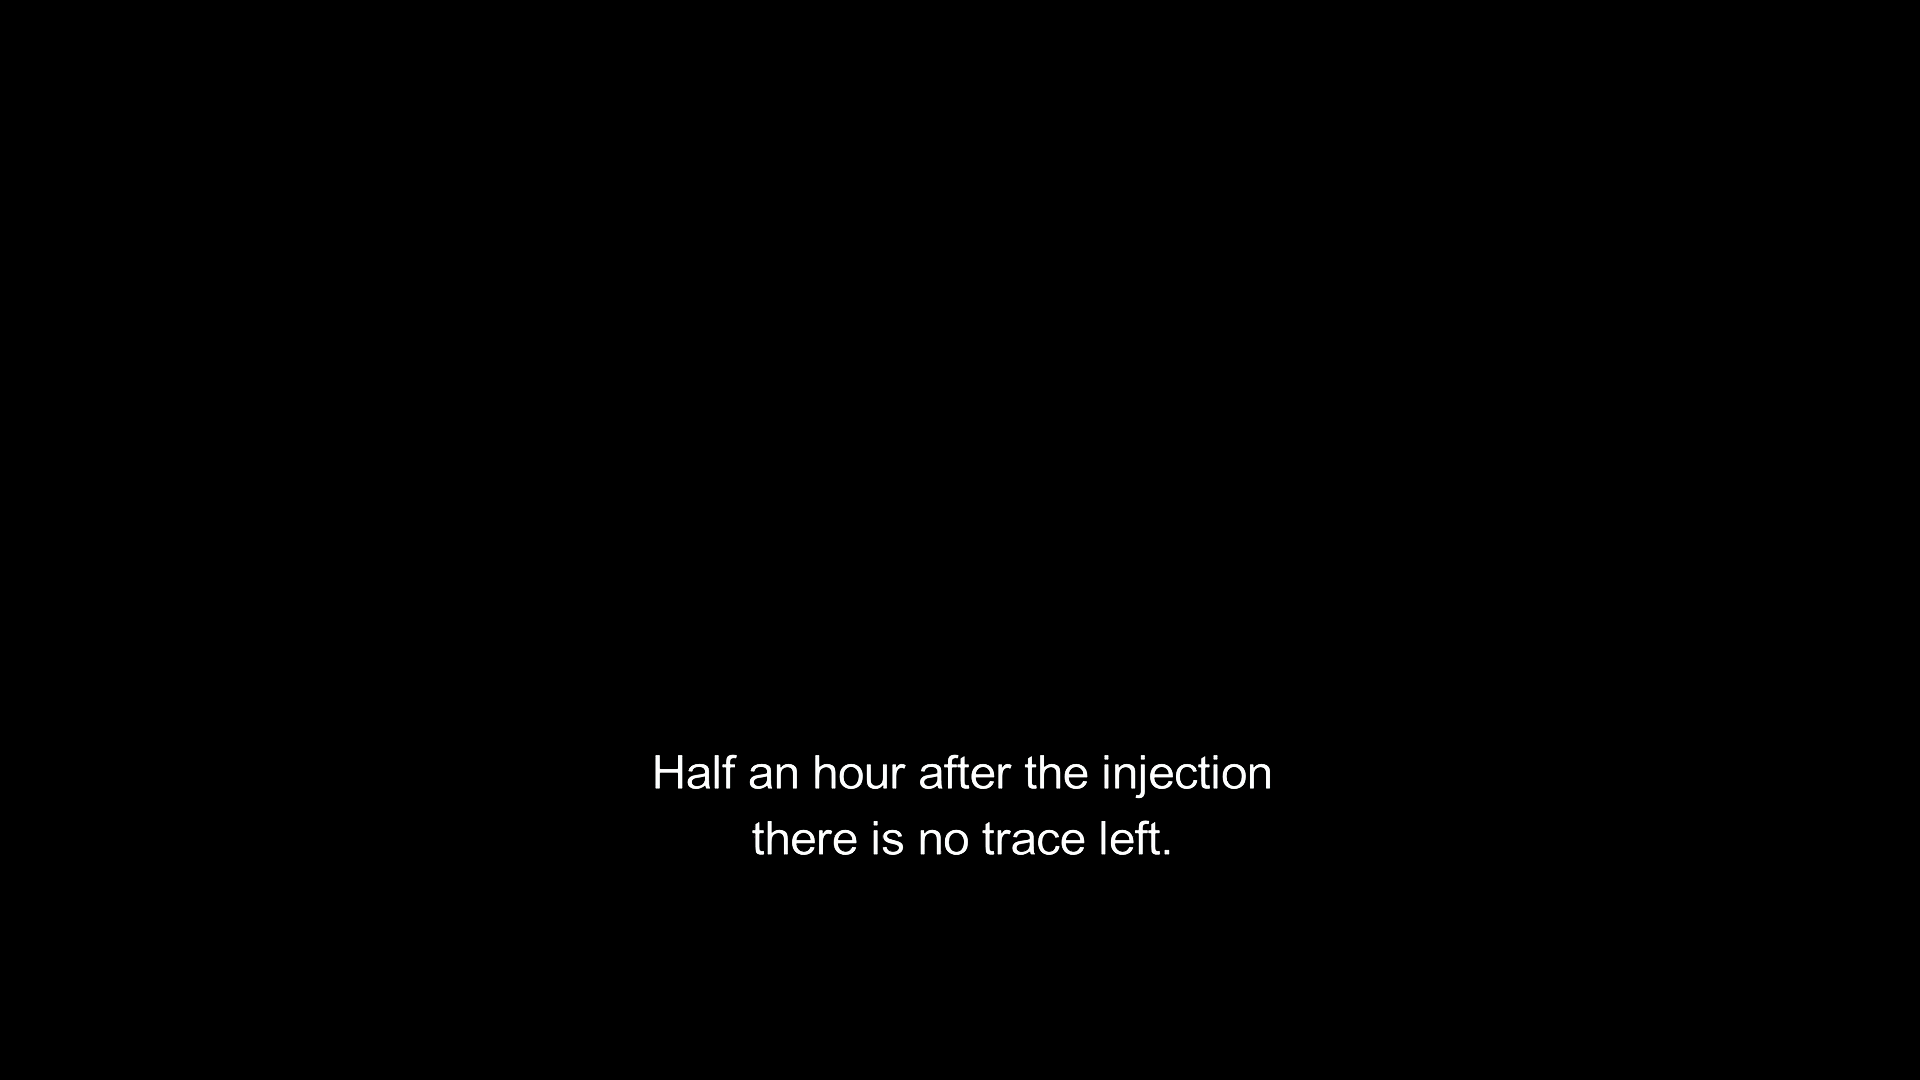 Half an hour after the injection
there is no trace left.